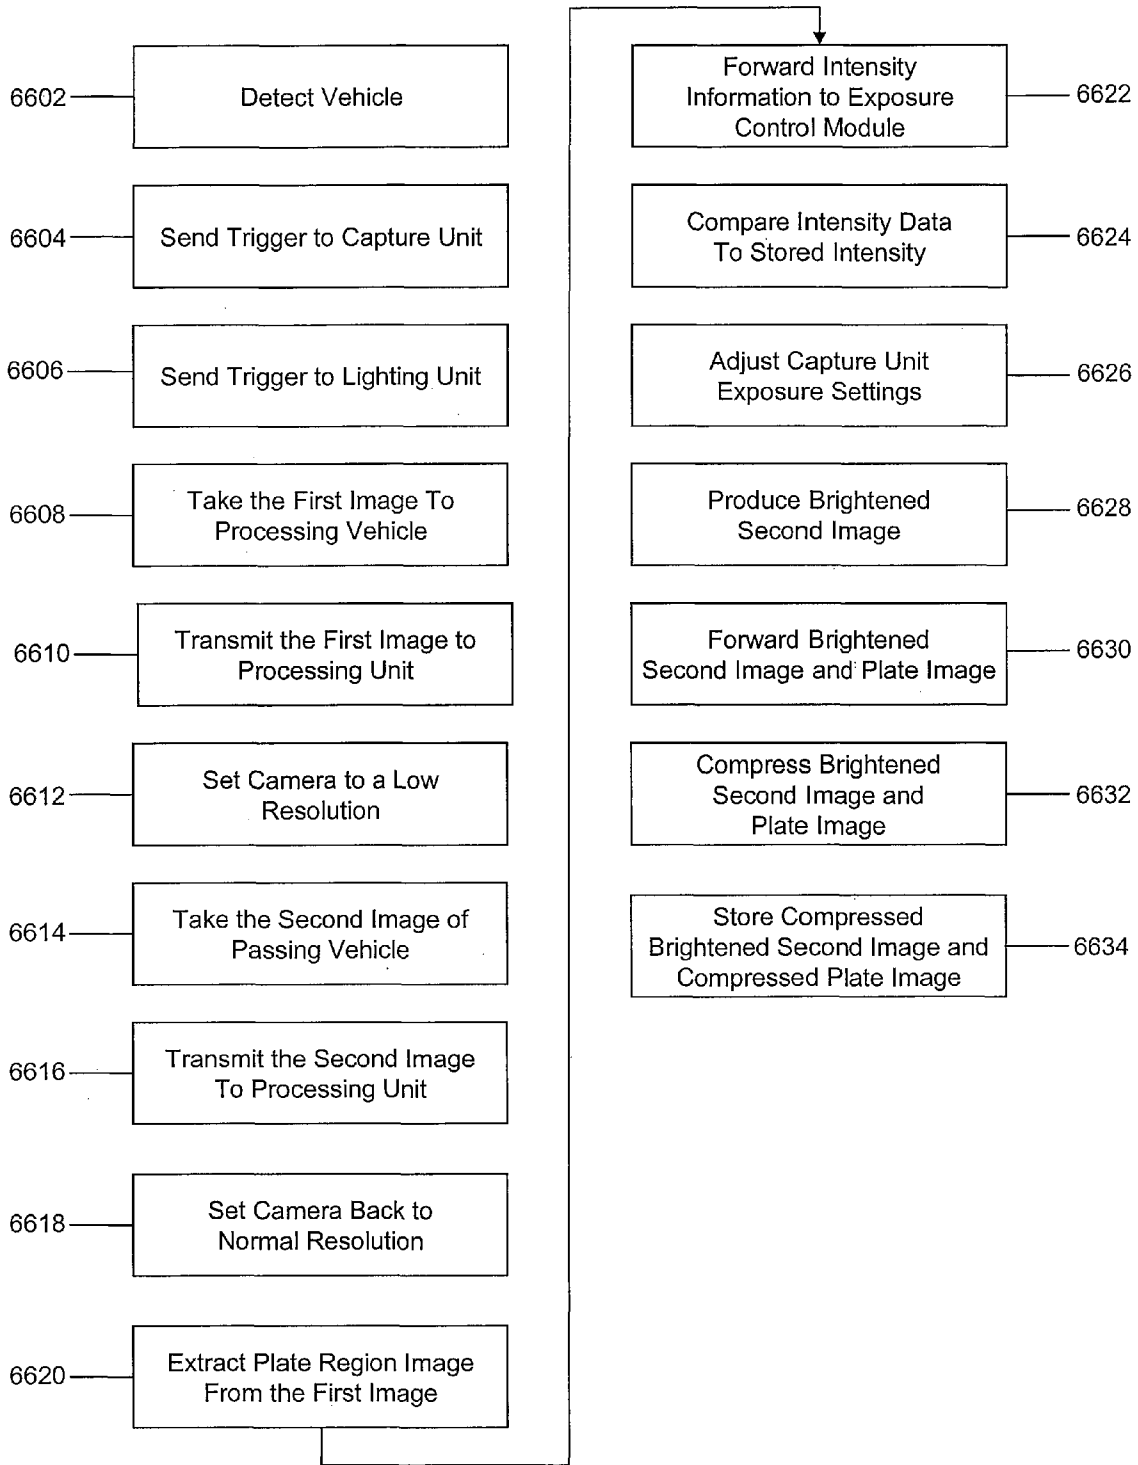 6602
Detect Vehicle
6604
Send Trigger to Capture Unit
6606
Send Trigger to Lighting Unit
6608
Take the First Image To
Processing Vehicle
6610
Transmit the First Image to
Processing Unit
6612
Set Camera to a Low
Resolution
6614
Take the Second Image of
Passing Vehicle
6616
Transmit the Second Image
To Processing Unit
6618
Set Camera Back to
Normal Resolution
6620
Extract Plate Region Image
From the First Image
Forward Intensity
Information to Exposure
Control Module
6622
Compare Intensity Data
To Stored Intensity
6624
Adjust Capture Unit
Exposure Settings
6626
Produce Brightened
Second Image
6628
Forward Brightened
Second Image and Plate Image
6630
Compress Brightened
Second Image and
Plate Image
6632
Store Compressed
Brightened Second Image and
Compressed Plate Image
6634